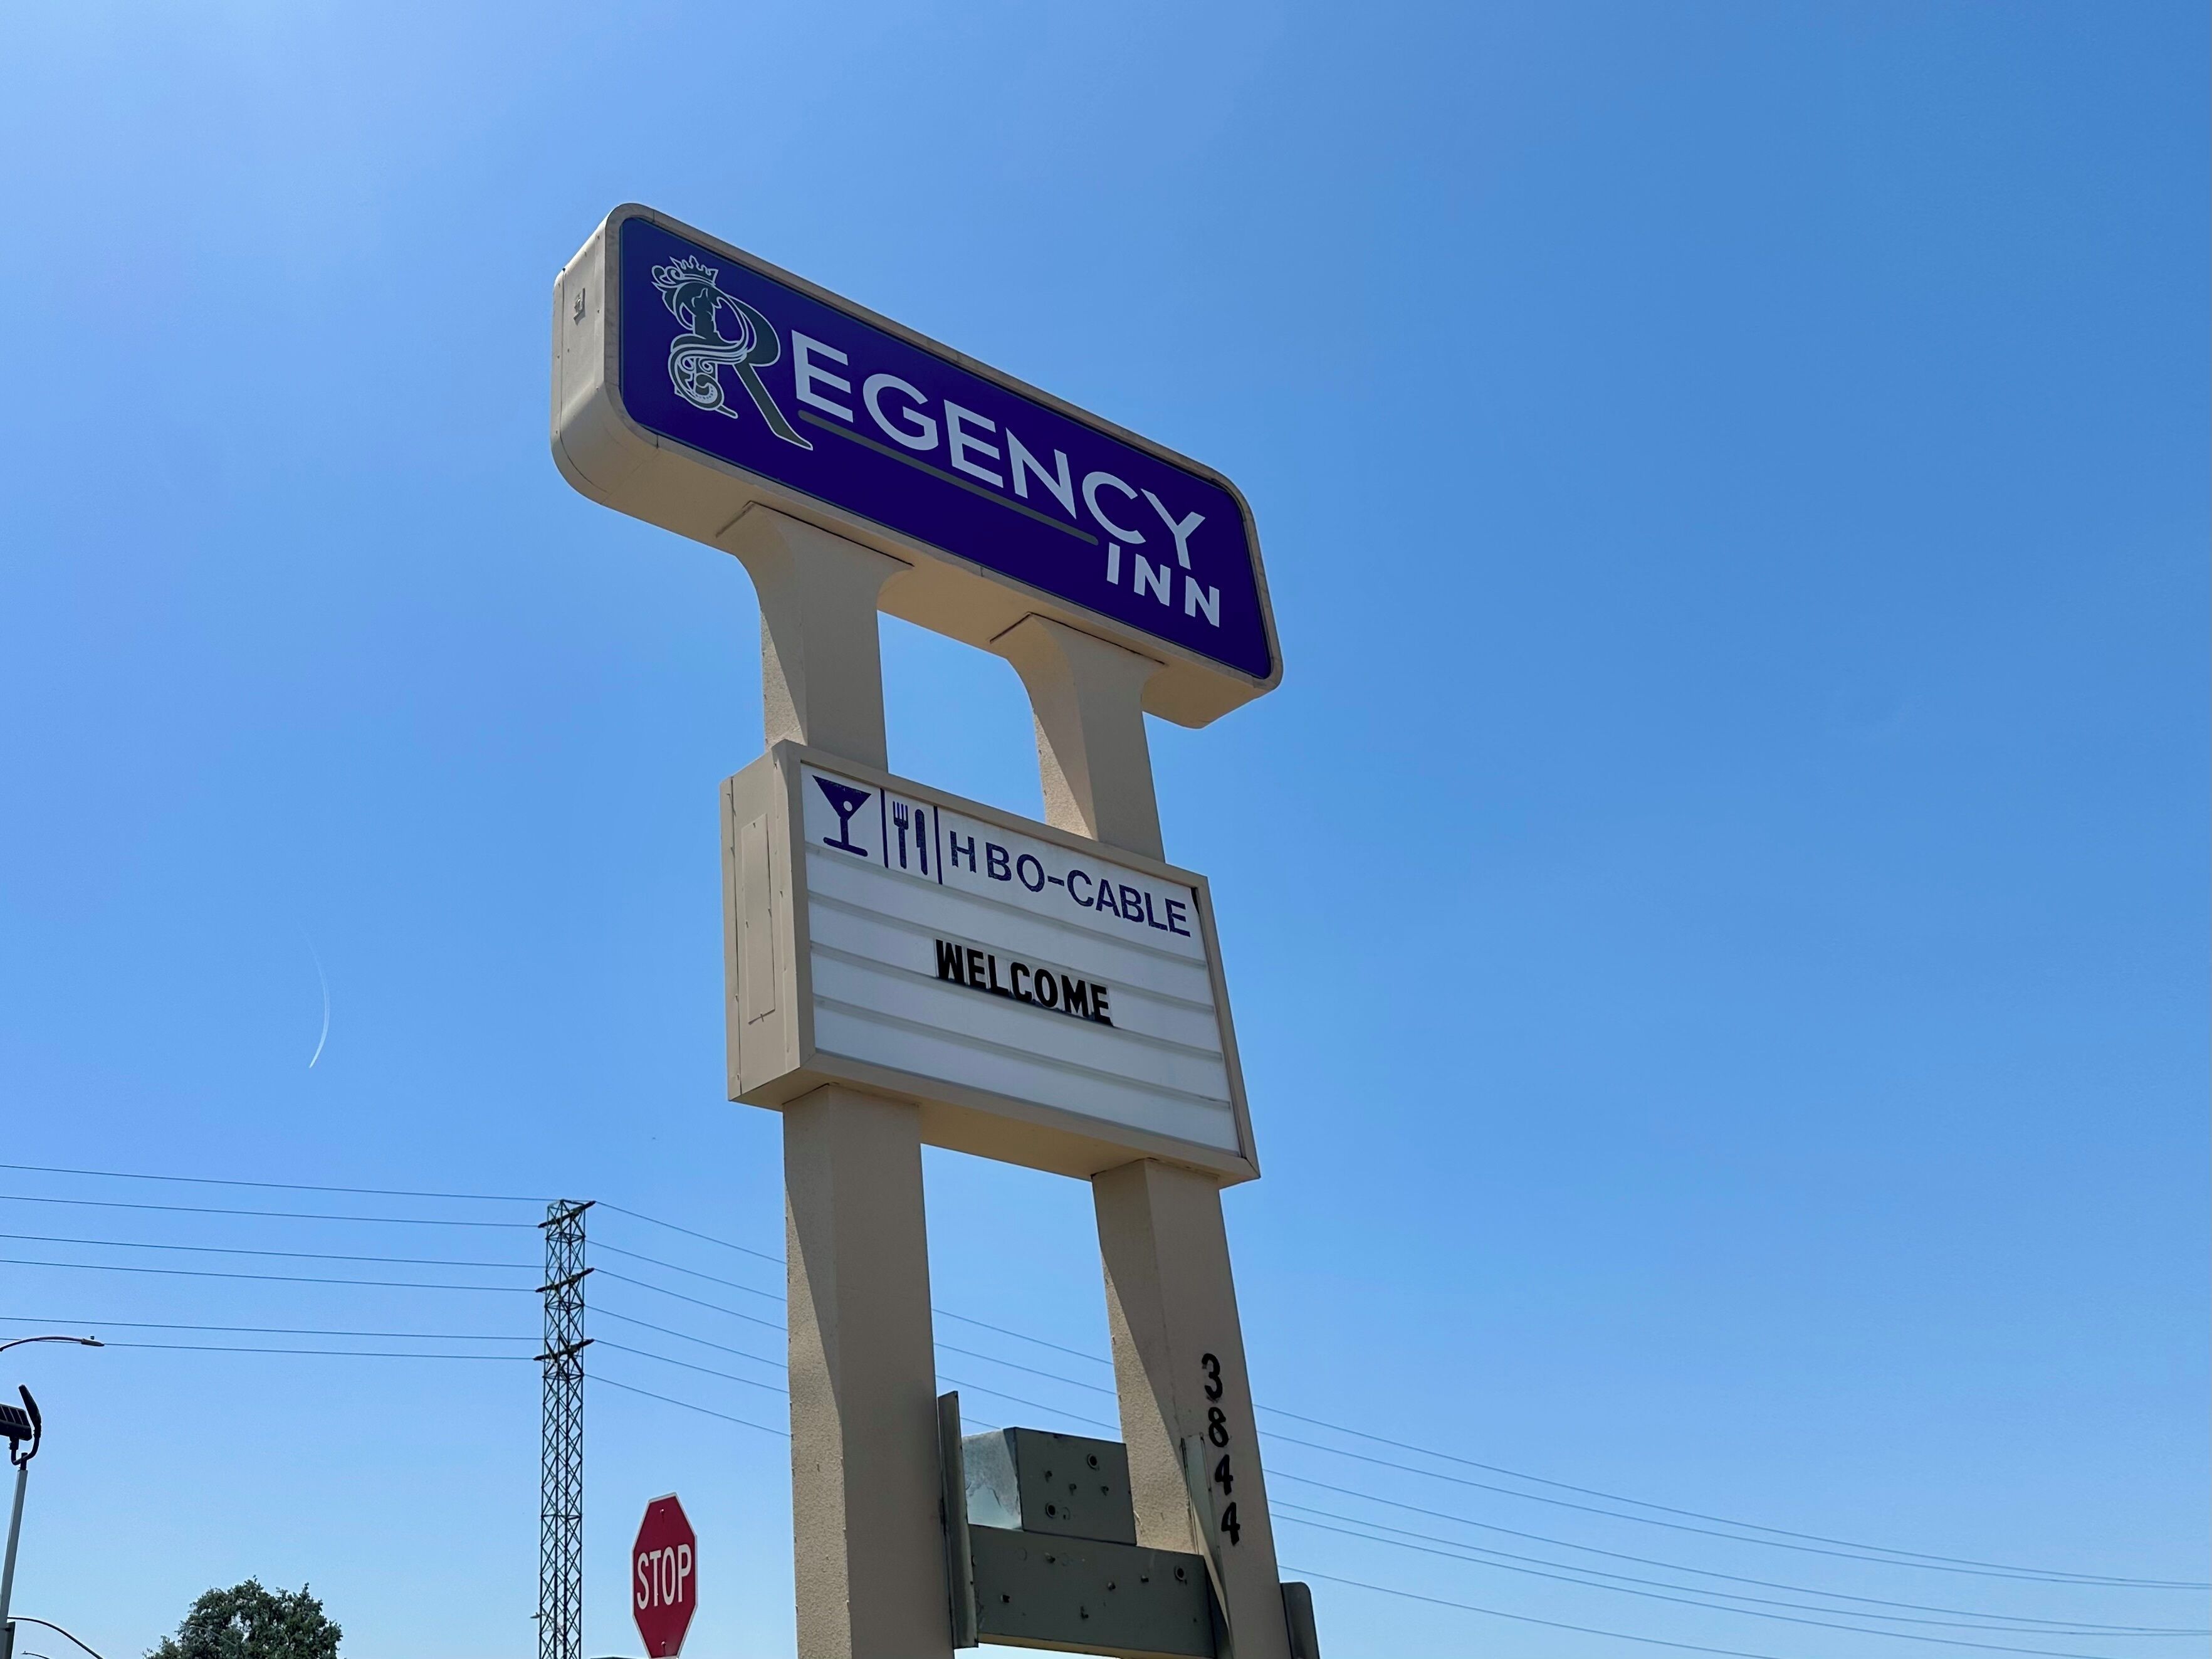 REGENCY
INN
HBO-CABLE
WELCOME
3844
STOP